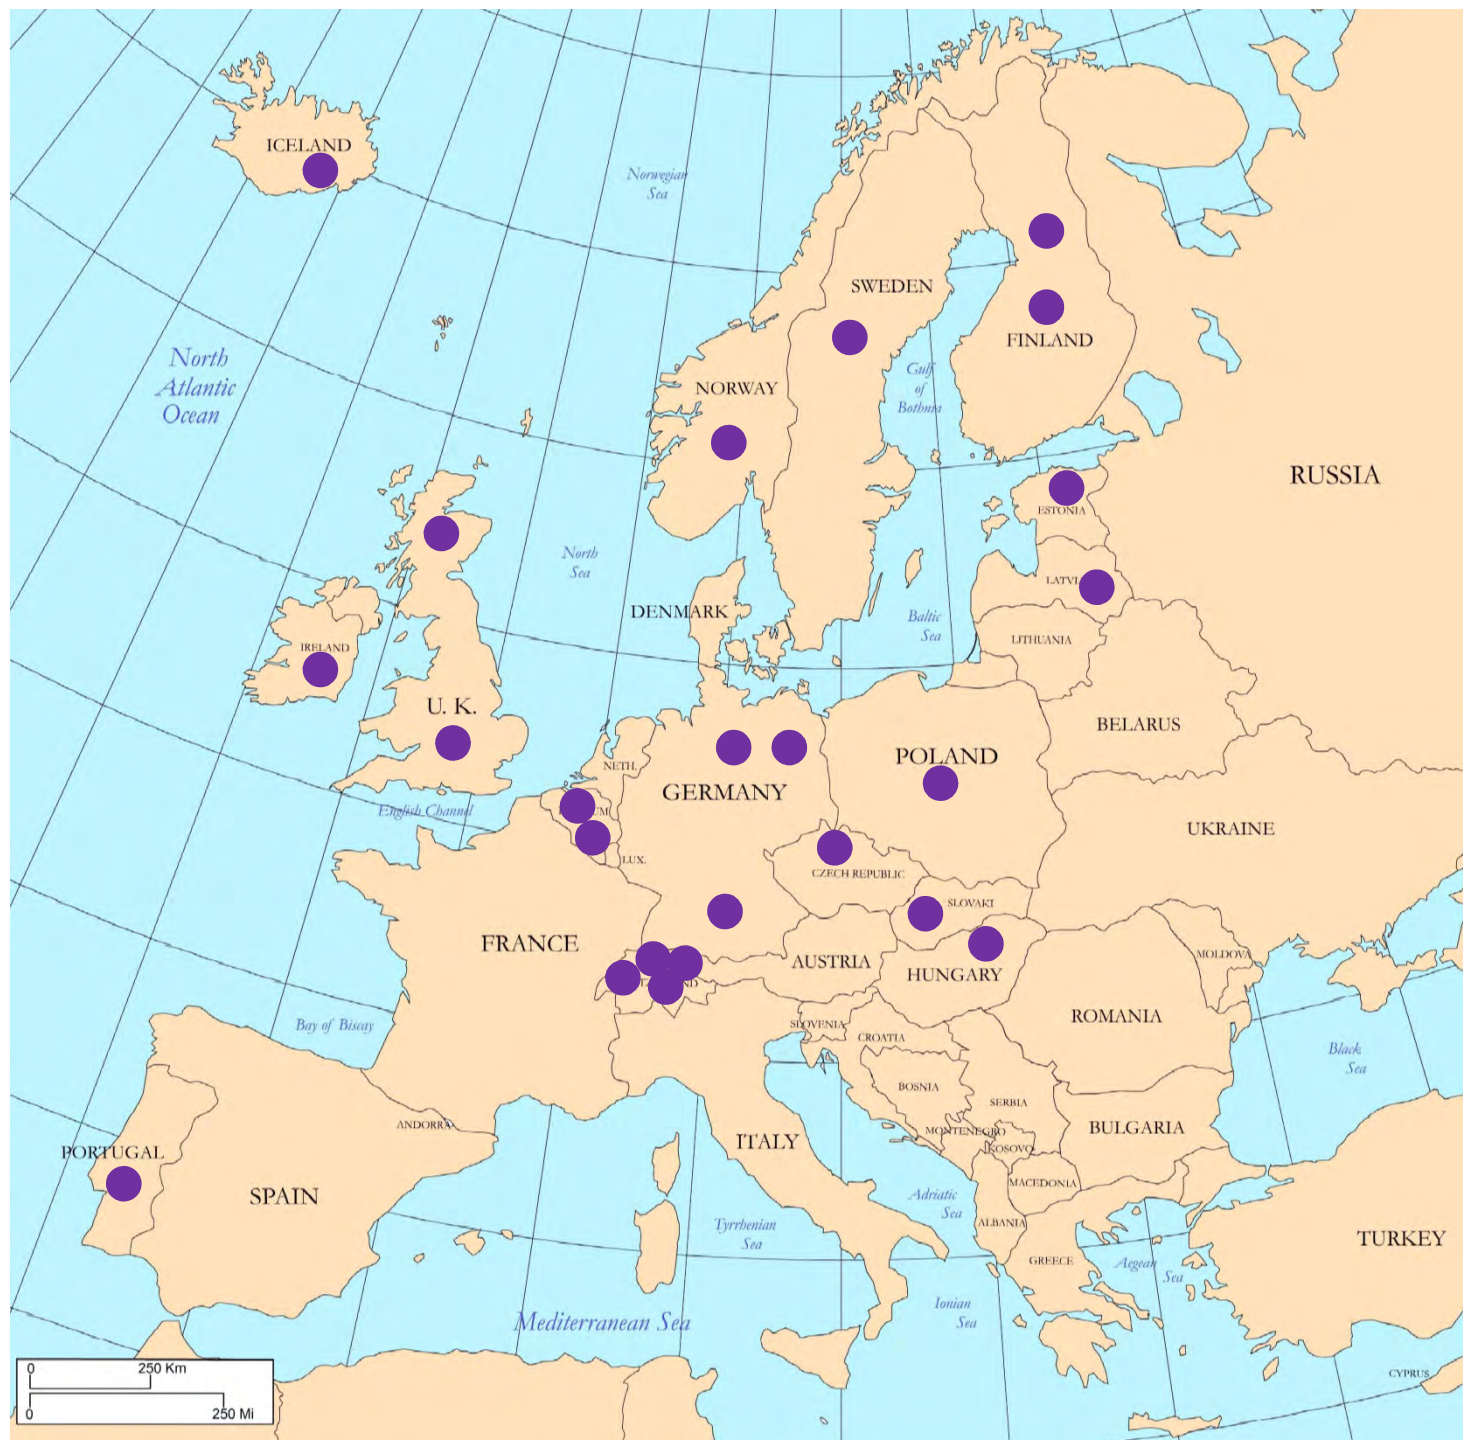 ICELAND
Norwegian
Sea
SWEDEN
FINLAND
North
Atlantic
Ocean
Gulf
of
Bothnia
NORWAY
RUSSIA
ESTONIA
North
Sea
LATVI
DENMARK
Baltic
Sea
LITHUANIA
IRELAND
U. K.
BELARUS
NETH.
POLAND
GERMANY
English Channel
UM
UKRAINE
LUX.
CZECH REPUBLIC
SLOVAKI
FRANCE
AUSTRIA
MOLDOVA
HUNGARY
ND
ROMANIA
Bay of Biscay
SLOVENIA
CROATIA
Black
Sea
BOSNIA
SERBIA
ANDORRA
MONTENEGRO
BULGARIA
ITALY
KOSOVO
PORTUGAL
MACEDONIA
SPAIN
Adriatic
Sea
Tyrrhenian
Sea
ALBANIA
TURKEY
GREECE
Aegean
Sea
Ionian
Sea
Mediterranean Sea
0 250 Km
CYPRUS
0 250 Mi